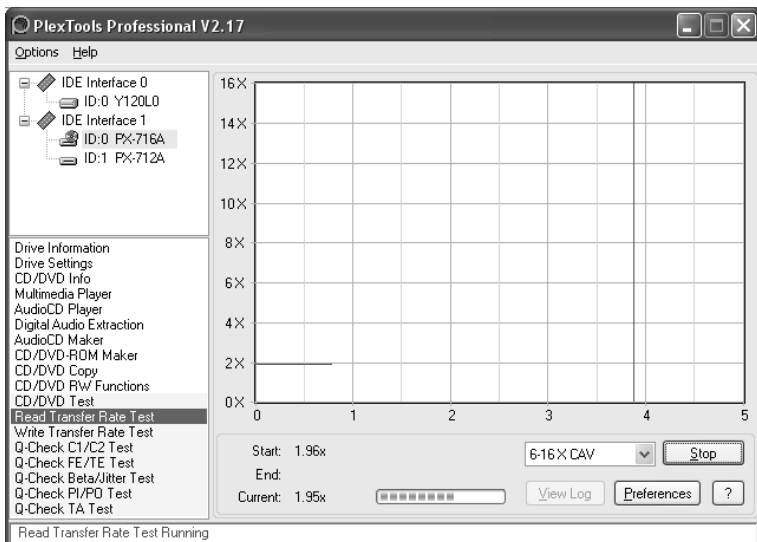 PlexTools Professional V2.17
Options Help
IDE Interface 0
ID:0 Y120L0
IDE Interface 1
ID:0 PX-716A
ID:1 PX-712A
Drive Information
Drive Settings
CD/DVD Info
Multimedia Player
AudioCD Player
Digital Audio Extraction
AudioCD Maker
CD/DVD-ROM Maker
CD/DVD Copy
CD/DVD RW Functions
CD/DVD Test
Read Transfer Rate Test
Write Transfer Rate Test
Q-Check C1/C2 Test
Q-Check FE/TE Test
Q-Check Beta/Jitter Test
Q-Check PI/PO Test
Q-Check TA Test
16X
14X
12X
10X
8X
6X
4X
2X
0X
0 1 2 3 4 5
Start: 1.96x
6-16X CAV
Stop
End:
Current: 1.95x
View Log
Preferences
?
Read Transfer Rate Test Running